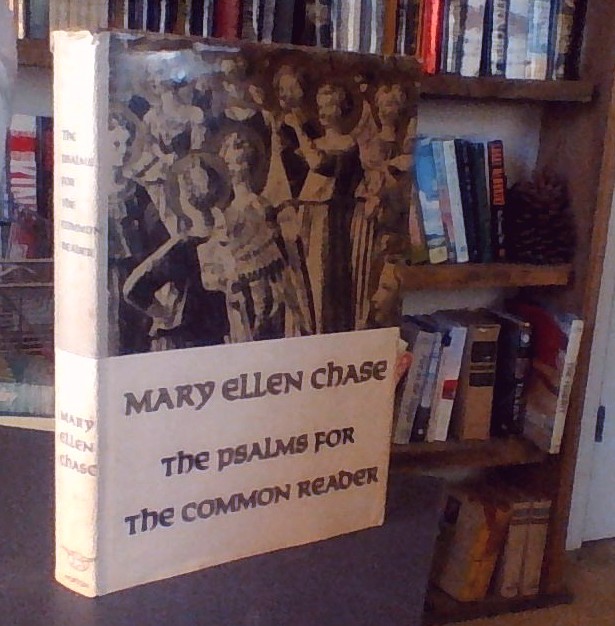 The
PSALMS
FOR
The
COMMON
READER
MARY
ELLEN
ChASE
MARY ELLEN ChASE
The PSALMS FOR
The COMMON READER